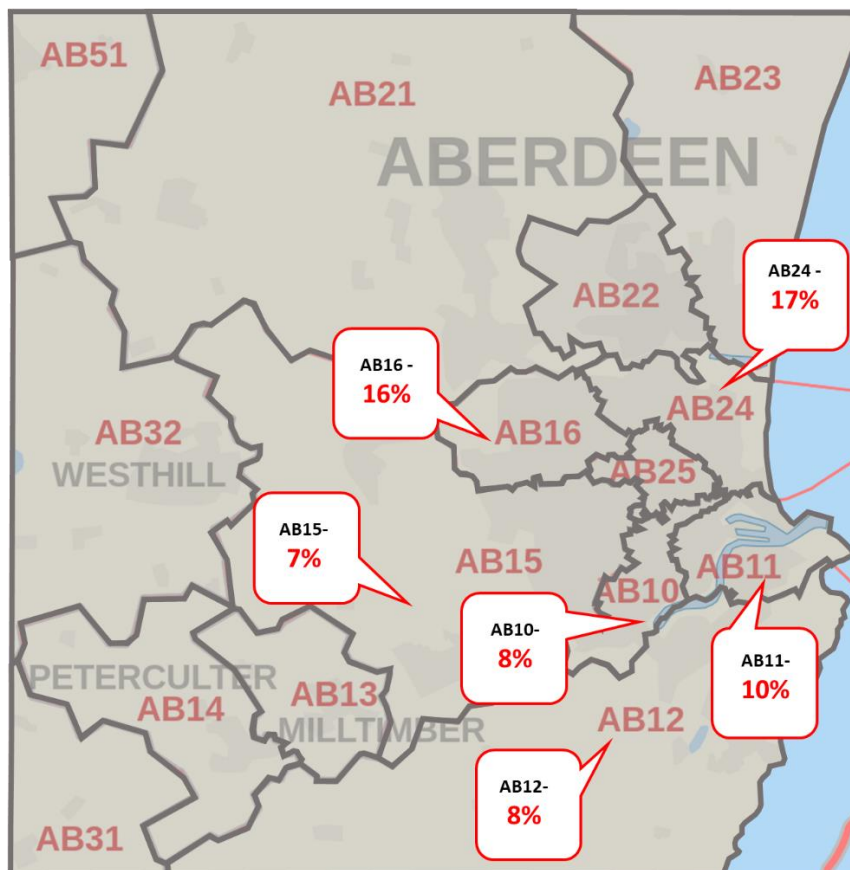 AB51
AB21
AB23
ABERDEEN
AB22
AB24 -
17%
AB16 -
16%
AB24
AB32
AB16
WESTHILL
AB25
AB15-
7%
AB15
AB11
AB10
AB10-
8%
PETERCULTER
AB14
AB13
MILLTIMBER
AB12
AB11-
10%
AB12-
8%
AB31